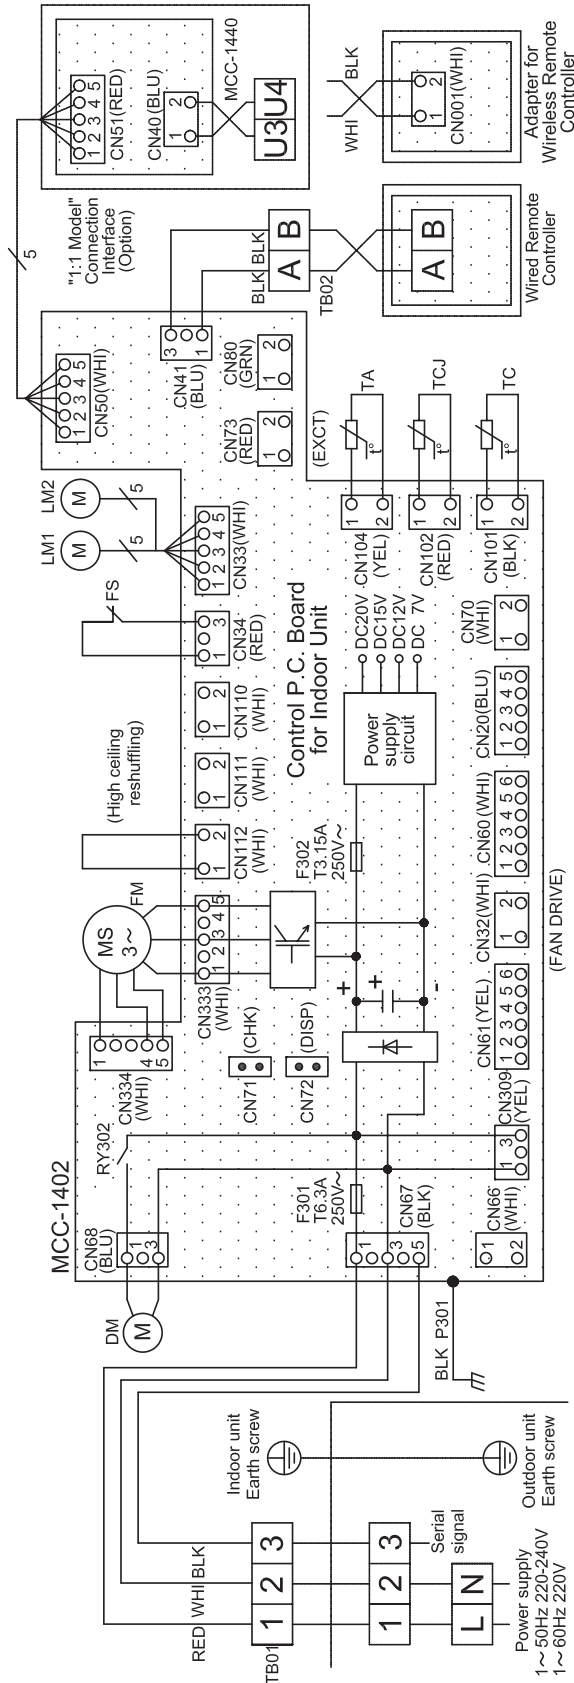 MCC-1402
Control P.C. Board
for Indoor Unit
DM
M
CN68
(BLU)
1
3
RY302
CN334
(WHI)
1
4
5
MS
3~
FM
CN333
(WHI)
1 2 3 4 5
(High ceiling
reshuffling)
CN112
(WHI)
1 2
CN111
(WHI)
1 2
CN110
(WHI)
1 2
FS
CN34
(RED)
1 3
LM1
M
LM2
M
5
5
CN33(WHI)
1 2 3 4 5
CN50(WHI)
1 2 3 4 5
5
"1:1 Model"
Connection
Interface
(Option)
CN51(RED)
1 2 3 4 5
CN40(BLU)
1 2
MCC-1440
U3 U4
CN41
(BLU)
3
1
BLK BLK
A B
TB02
A B
Wired Remote
Controller
WHI BLK
CN001(WHI)
1 2
Adapter for
Wireless Remote
Controller
CN73
(RED)
1 2
CN80
(GRN)
1 2
(EXCT)
CN71
(CHK)
CN72
(DISP)
F302
T3.15A
250V~
Power
supply
circuit
DC20V
DC15V
DC12V
DC 7V
CN104
(YEL)
1
2
t°
TA
CN102
(RED)
1
2
t°
TCJ
CN101
(BLK)
1
2
t°
TC
F301
T6.3A
250V~
+
+
-
CN67
(BLK)
1
3
5
CN66
(WHI)
1
2
CN309
(YEL)
1 3
CN61(YEL)
1 2 3 4 5 6
CN32(WHI)
1 2
(FAN DRIVE)
CN60(WHI)
1 2 3 4 5 6
CN20(BLU)
1 2 3 4 5
CN70
(WHI)
1 2
BLK P301
Indoor unit
Earth screw
Outdoor unit
Earth screw
RED WHI BLK
TB01
1 2 3
1 2 3
Serial
signal
L N
Power supply
1~ 50Hz 220-240V
1~ 60Hz 220V